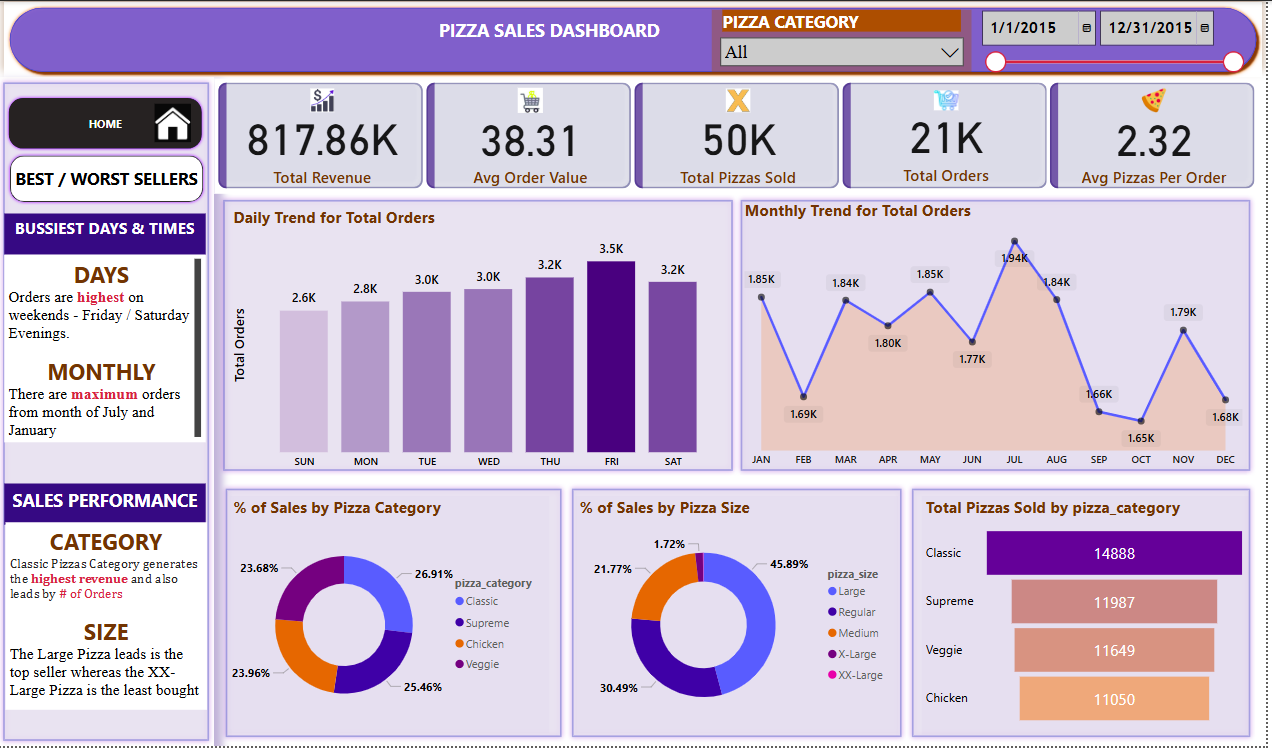 PIZZA SALES DASHBOARD
PIZZA CATEGORY
All
1/1/2015
12/31/2015
HOME
BEST / WORST SELLERS
BUSSIEST DAYS & TIMES
DAYS
Orders are highest on
weekends - Friday / Saturday
Evenings.
MONTHLY
There are maximum orders
from month of July and
January
SALES PERFORMANCE
CATEGORY
Classic Pizzas Category generates
the highest revenue and also
leads by # of Orders
SIZE
The Large Pizza leads is the
top seller whereas the XX-
Large Pizza is the least bought
817.86K
Total Revenue
38.31
Avg Order Value
50K
Total Pizzas Sold
21K
Total Orders
2.32
Avg Pizzas Per Order
Daily Trend for Total Orders
Total Orders
2.6K
2.8K
3.0K
3.0K
3.2K
3.5K
3.2K
SUN
MON
TUE
WED
THU
FRI
SAT
Monthly Trend for Total Orders
1.85K
1.69K
1.84K
1.80K
1.85K
1.77K
1.94K
1.84K
1.66K
1.65K
1.79K
1.68K
JAN
FEB
MAR
APR
MAY
JUN
JUL
AUG
SEP
OCT
NOV
DEC
% of Sales by Pizza Category
26.91%
25.46%
23.96%
23.68%
pizza_category
Classic
Supreme
Chicken
Veggie
% of Sales by Pizza Size
45.89%
30.49%
21.77%
1.72%
pizza_size
Large
Regular
Medium
X-Large
XX-Large
Total Pizzas Sold by pizza_category
Classic
14888
Supreme
11987
Veggie
11649
Chicken
11050